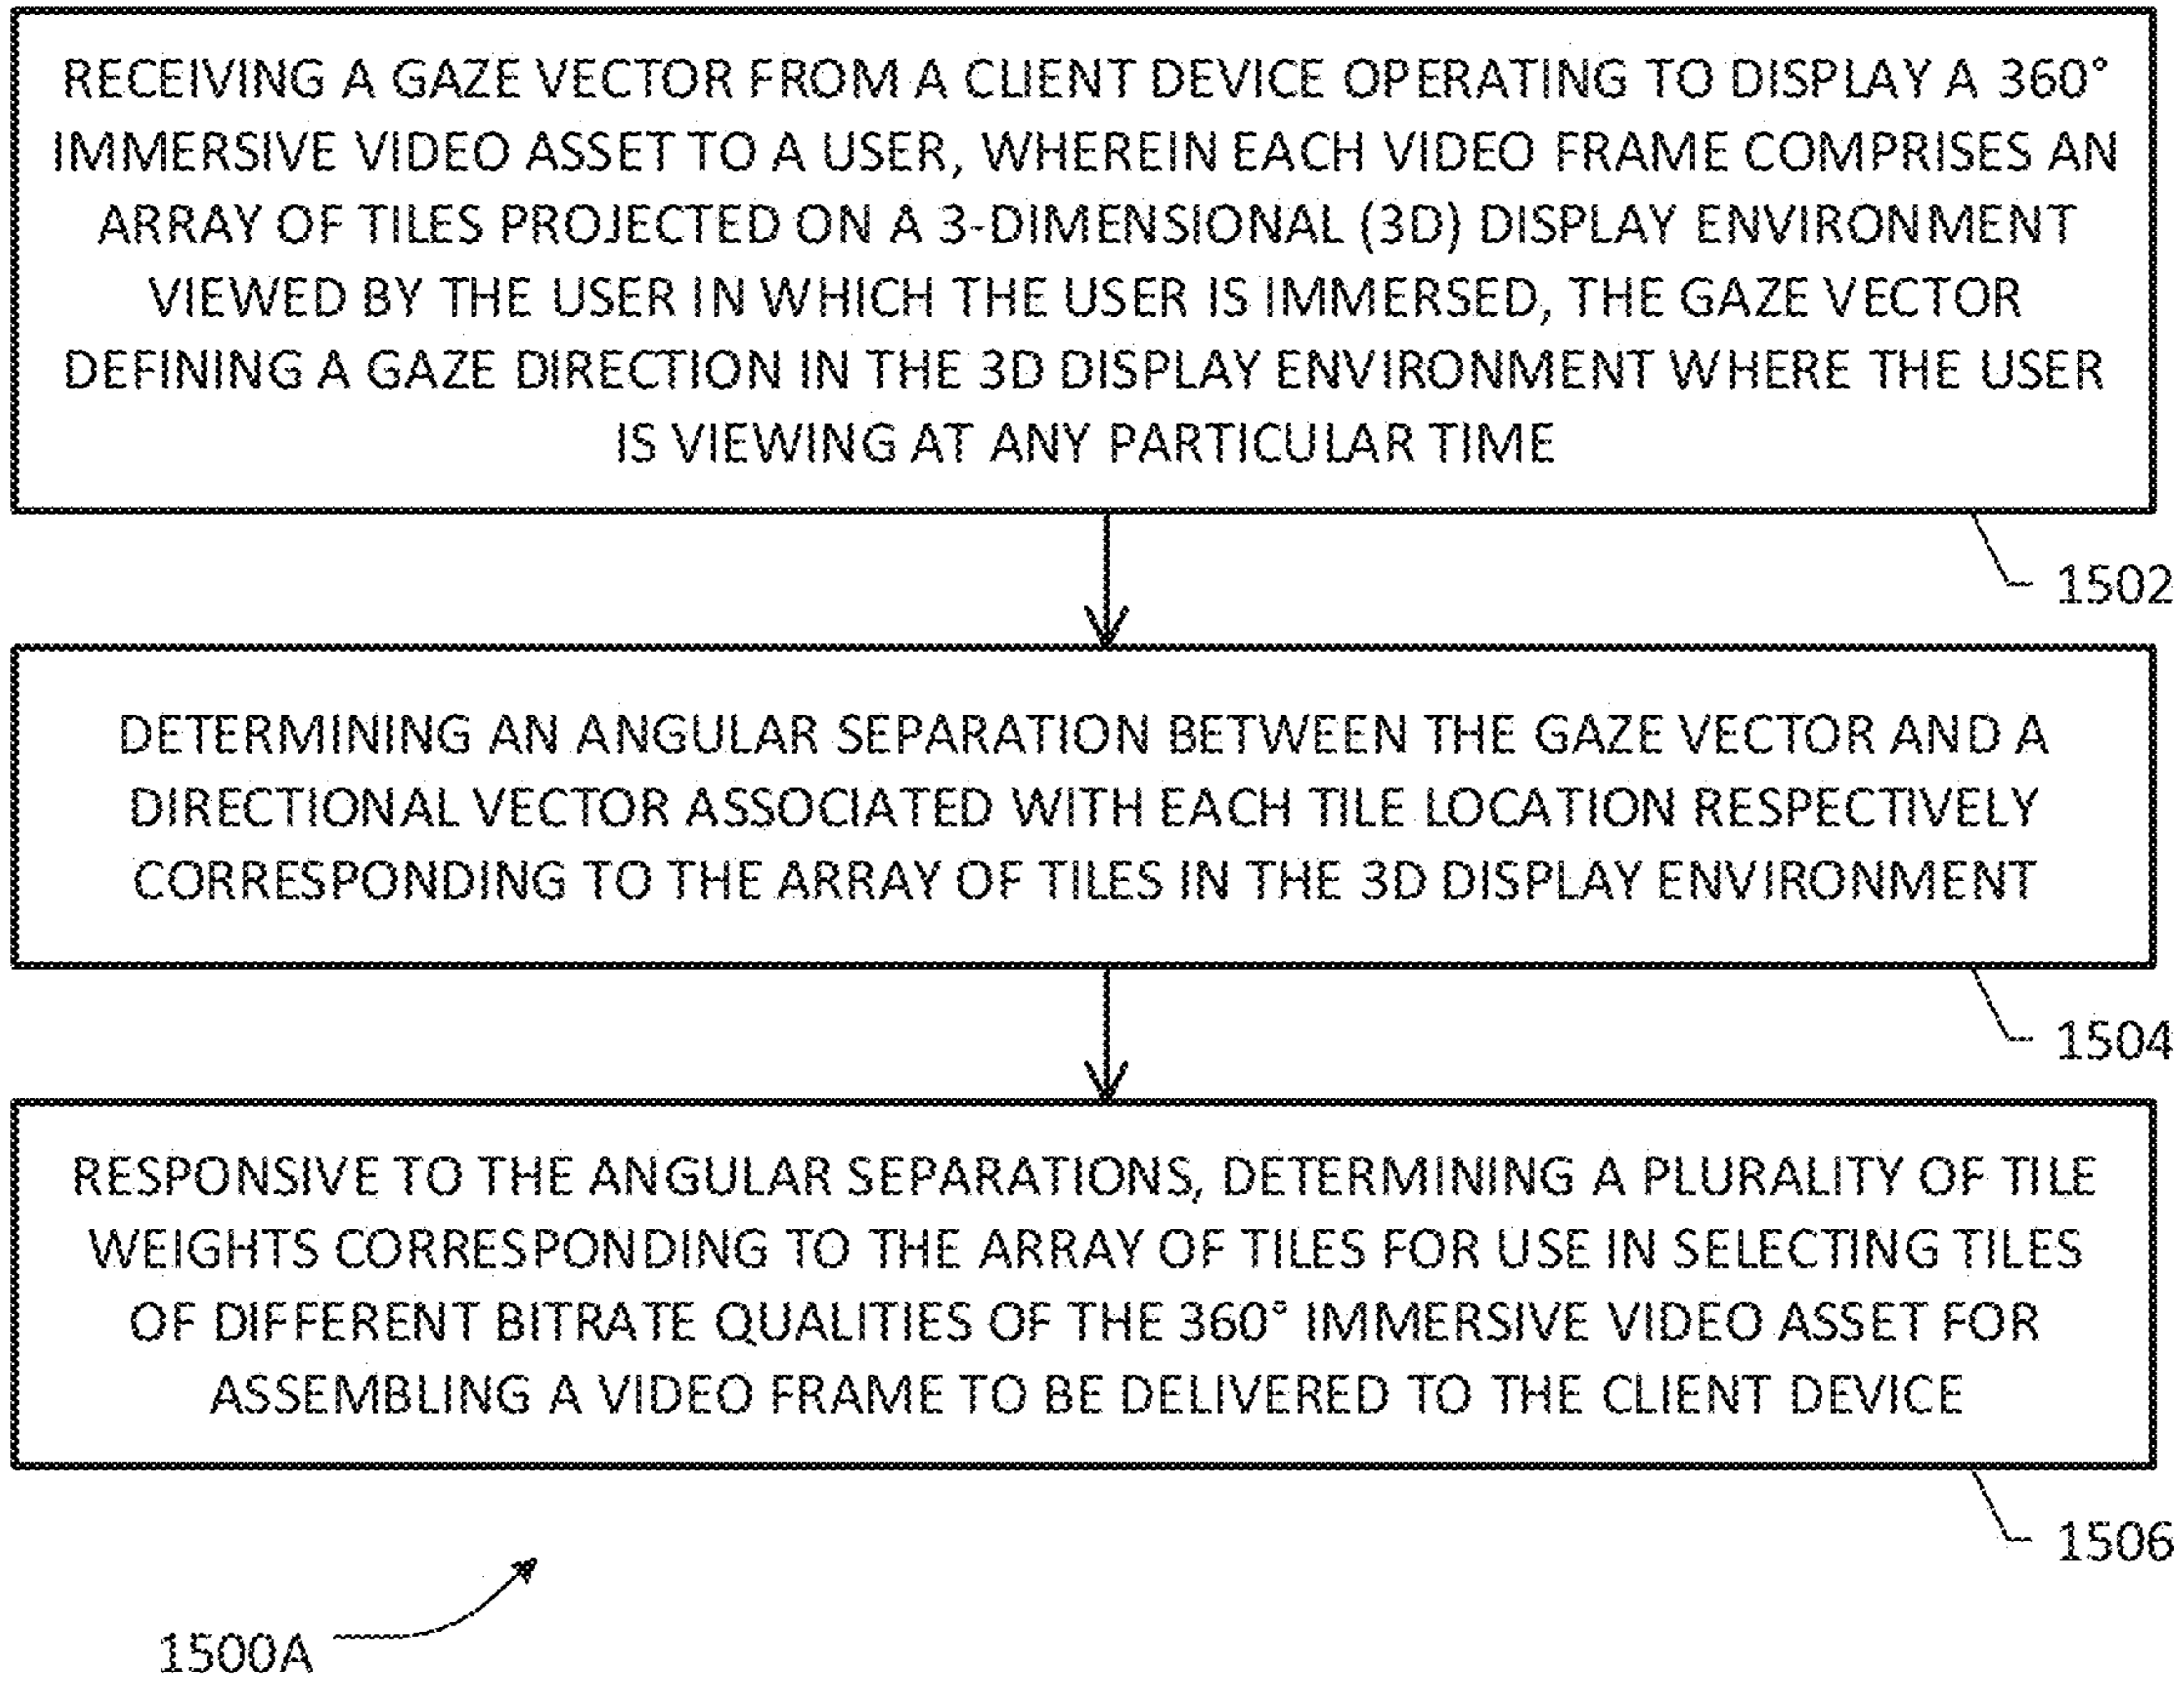 RECEIVING A GAZE VECTOR FROM A CLIENT DEVICE OPERATING TO DISPLAY A 360°
IMMERSIVE VIDEO ASSET TO A USER, WHEREIN EACH VIDEO FRAME COMPRISES AN
ARRAY OF TILES PROJECTED ON A 3-DIMENSIONAL (3D) DISPLAY ENVIRONMENT
VIEWED BY THE USER IN WHICH THE USER IS IMMERSED, THE GAZE VECTOR
DEFINING A GAZE DIRECTION IN THE 3D DISPLAY ENVIRONMENT WHERE THE USER
IS VIEWING AT ANY PARTICULAR TIME
1502
DETERMINING AN ANGULAR SEPARATION BETWEEN THE GAZE VECTOR AND A
DIRECTIONAL VECTOR ASSOCIATED WITH EACH TILE LOCATION RESPECTIVELY
CORRESPONDING TO THE ARRAY OF TILES IN THE 3D DISPLAY ENVIRONMENT
1504
RESPONSIVE TO THE ANGULAR SEPARATIONS, DETERMINING A PLURALITY OF TILE
WEIGHTS CORRESPONDING TO THE ARRAY OF TILES FOR USE IN SELECTING TILES
OF DIFFERENT BITRATE QUALITIES OF THE 360° IMMERSIVE VIDEO ASSET FOR
ASSEMBLING A VIDEO FRAME TO BE DELIVERED TO THE CLIENT DEVICE
1506
1500A